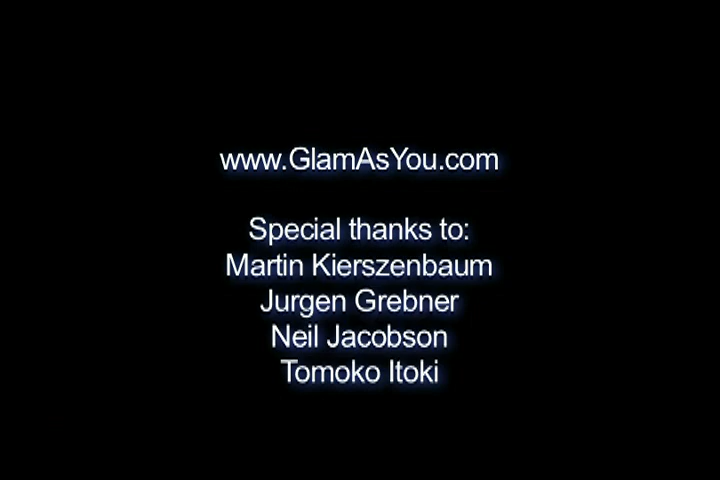 www.GlamAsYou.com
Special thanks to:
Martin Kierszenbaum
Jurgen Grebner
Neil Jacobson
Tomoko Itoki